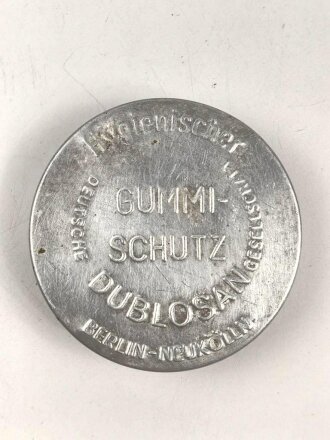 Hygienischer
GUMMI-
SCHUTZ
DEUTSCHE
DUBLOSAN
GESELLSCHAFT
BERLIN-NEUKÖLLN